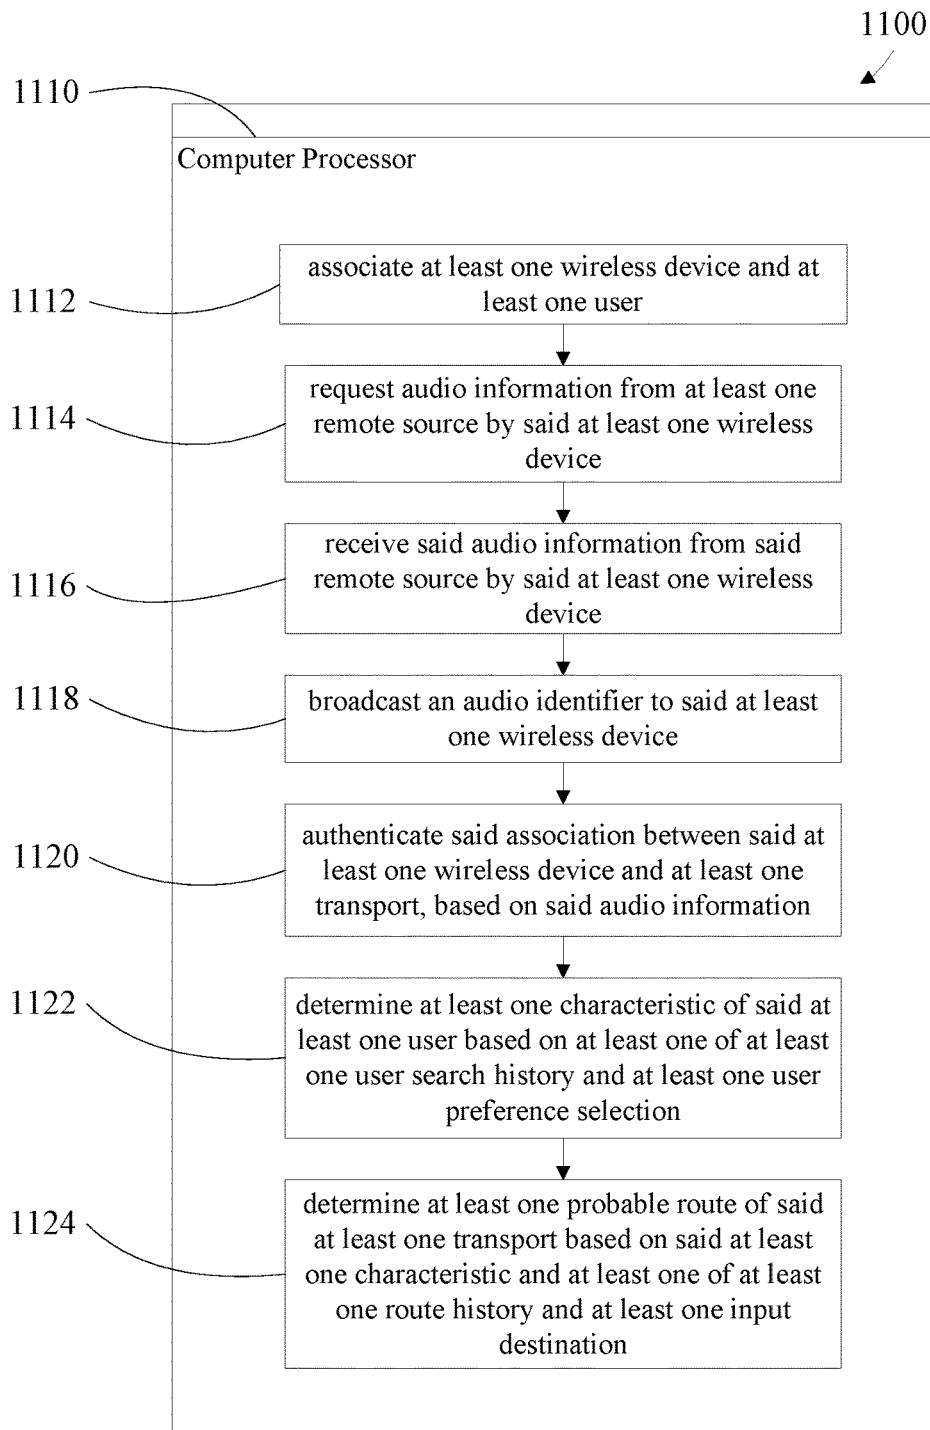 1100
1110
Computer Processor
associate at least one wireless device and at
least one user
1112
request audio information from at least one
remote source by said at least one wireless
device
1114
receive said audio information from said
remote source by said at least one wireless
device
1116
broadcast an audio identifier to said at least
one wireless device
1118
authenticate said association between said at
least one wireless device and at least one
transport, based on said audio information
1120
determine at least one characteristic of said at
least one user based on at least one of at least
one user search history and at least one user
preference selection
1122
determine at least one probable route of said
at least one transport based on said at least
one characteristic and at least one of at least
one route history and at least one input
destination
1124